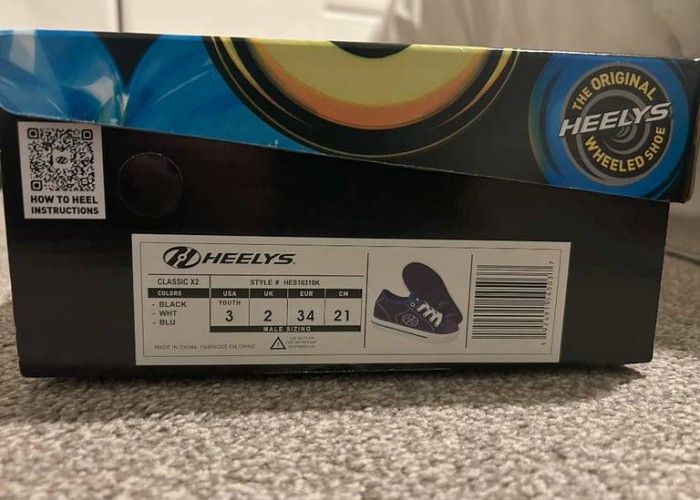 THE ORIGINAL
HEELYS
WHEELED SHOE
HOW TO HEEL
INSTRUCTIONS
HEELYS.
CLASSIC X2
STYLE # HES10318K
COLORS
- BLACK
- WHT
- BLU
USA UK EUR CM
YOUTH
3 2 34 21
MALE SIZING
MADE IN CHINA FABRIQUÉ EN CHINE